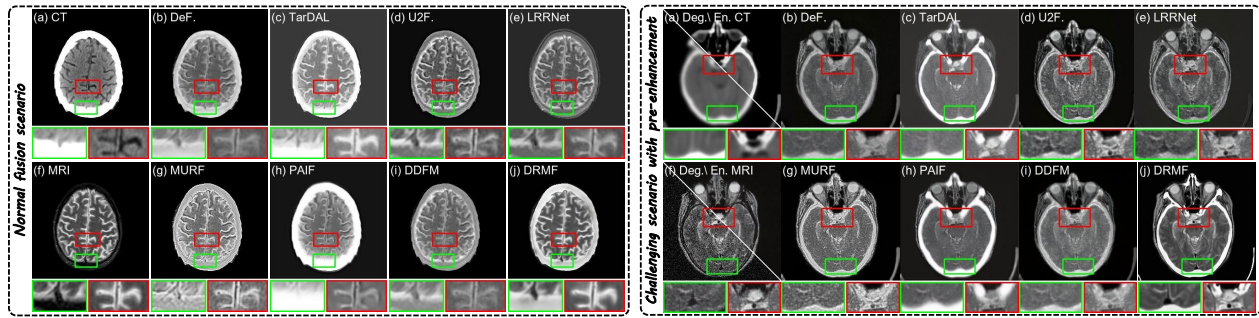 Normal fusion scenario
(a) CT
(b) DeF.
(c) TarDAL
(d) U2F.
(e) LRRNet
(f) MRI
(g) MURF
(h) PAIF
(i) DDFM
(j) DRMF
Challenging scenario with pre-enhancement
(a) Deg.\ En. CT
(b) DeF.
(c) TarDAL
(d) U2F.
(e) LRRNet
(f) Deg.\ En. MRI
(g) MURF
(h) PAIF
(i) DDFM
(j) DRMF